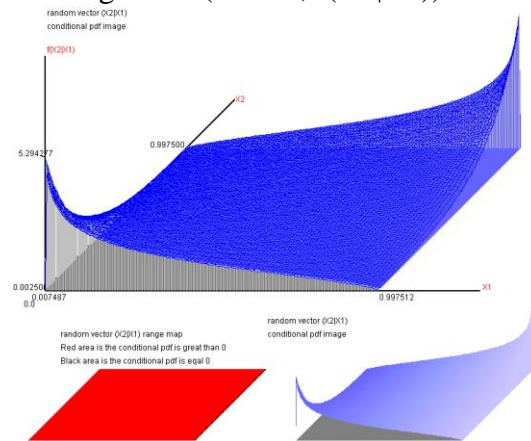 random vector (X2|X1)
conditional pdf image
f(X2|X1)
X2
0.997500
5.294277
0.002500
0.007487
0.0
0.997512
X1
random vector (X2|X1) range map
Red area is the conditional pdf is great than 0
Black area is the conditional pdf is eqal 0
random vector (X2|X1)
conditional pdf image